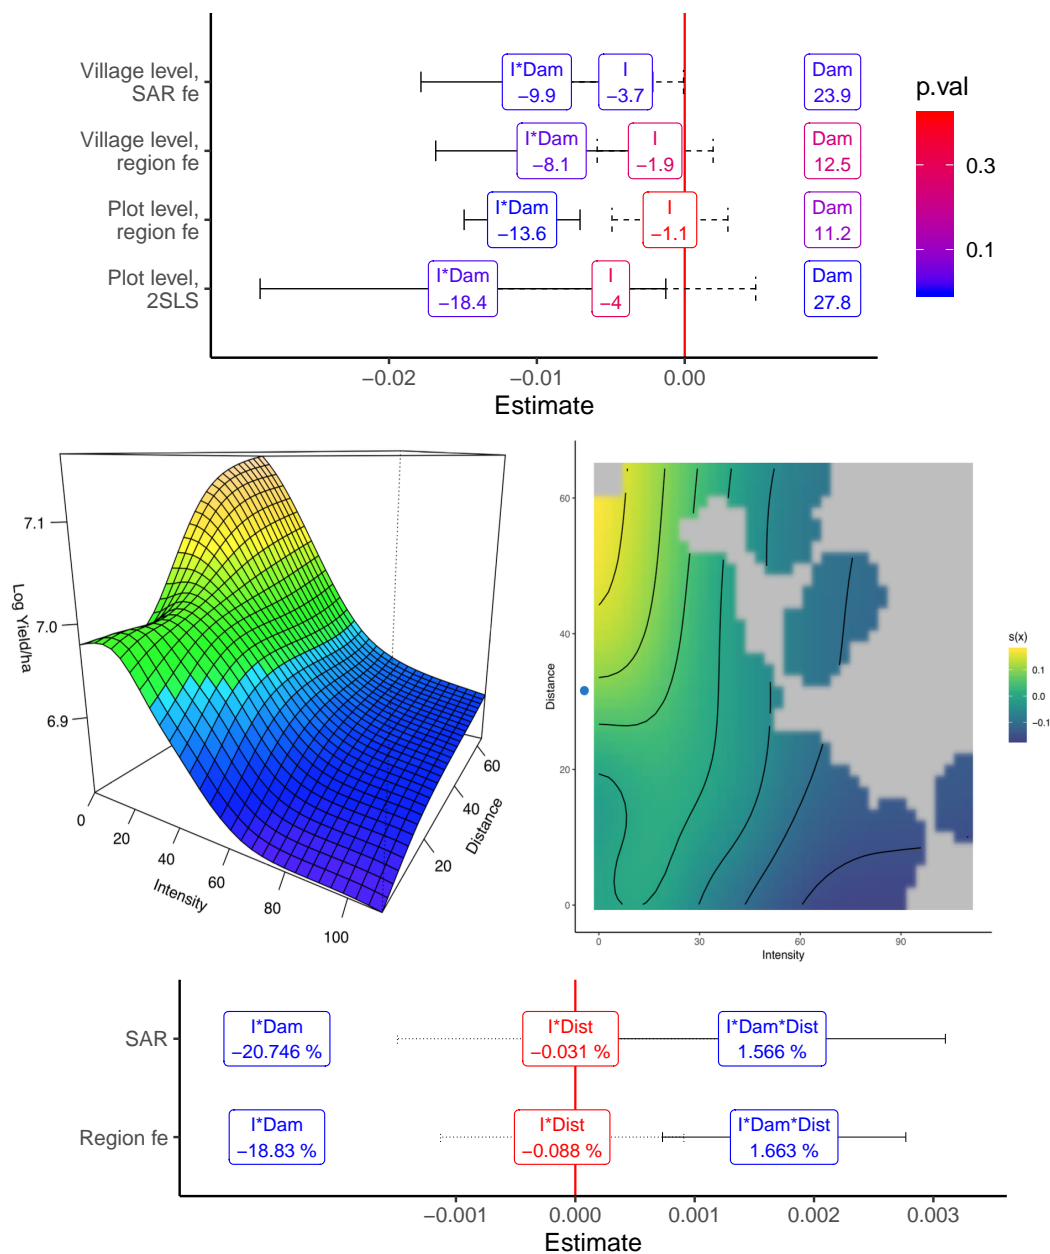 Village level,
SAR fe
I*Dam
−9.9
I
−3.7
Dam
23.9
Village level,
region fe
I*Dam
−8.1
I
−1.9
Dam
12.5
Plot level,
region fe
I*Dam
−13.6
I
−1.1
Dam
11.2
Plot level,
2SLS
I*Dam
−18.4
I
−4
Dam
27.8
−0.02 −0.01 0.00
Estimate
p.val
0.3
0.1
Log Yield/ha
7.1
7.0
6.9
0 20 40 60 80 100
Intensity
20 40 60
Distance
Distance
60
40
20
0
0 30 60 90
Intensity
s(x)
0.1
0.0
−0.1
SAR
I*Dam
−20.746 %
I*Dist
−0.031 %
I*Dam*Dist
1.566 %
Region fe
I*Dam
−18.83 %
I*Dist
−0.088 %
I*Dam*Dist
1.663 %
−0.001 0.000 0.001 0.002 0.003
Estimate